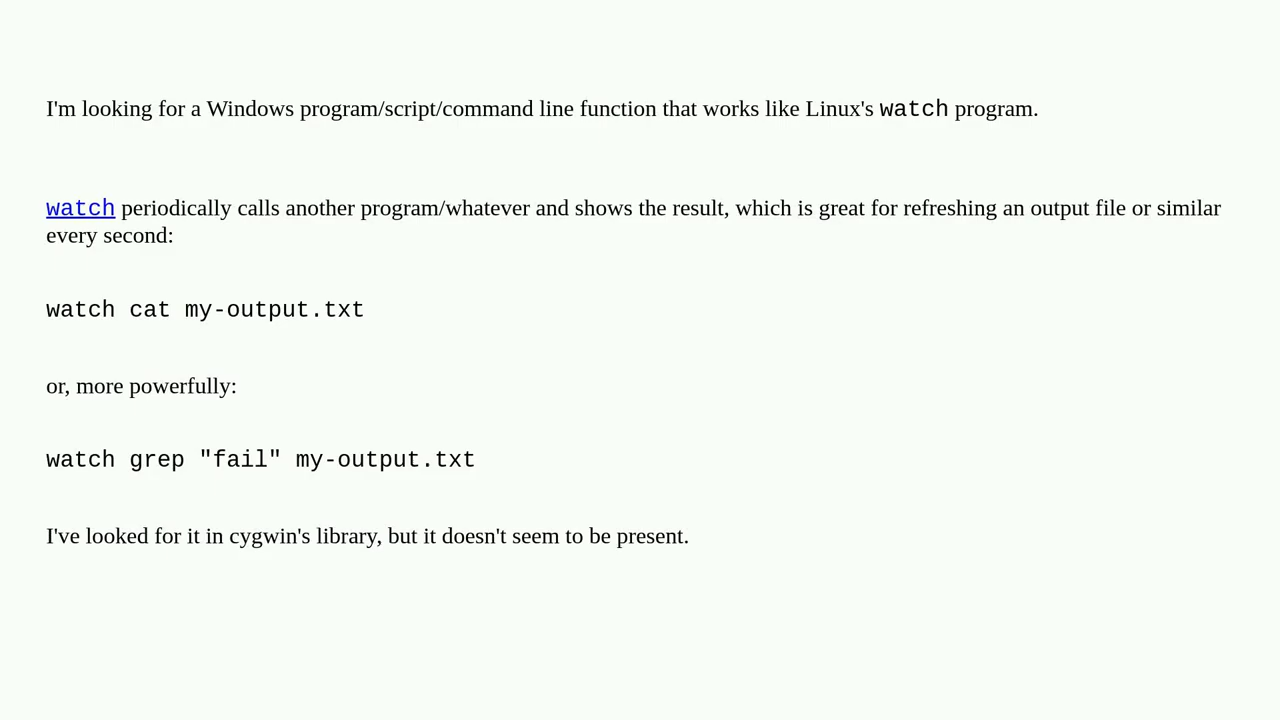 I'm looking for a Windows program/script/command line function that works like Linux's watch program.
watch periodically calls another program/whatever and shows the result, which is great for refreshing an output file or similar
every second:
watch cat my-output.txt
or, more powerfully:
watch grep "fail" my-output.txt
I've looked for it in cygwin's library, but it doesn't seem to be present.